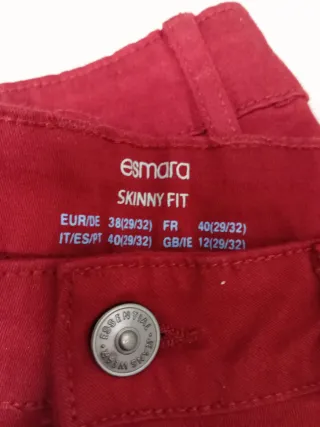 esmara
SKINNY FIT
EUR/DE 38(29/32) FR 40(29/32)
IT/ES/PT 40(29/32) GB/IE 12(29/32)
ESSENTIAL